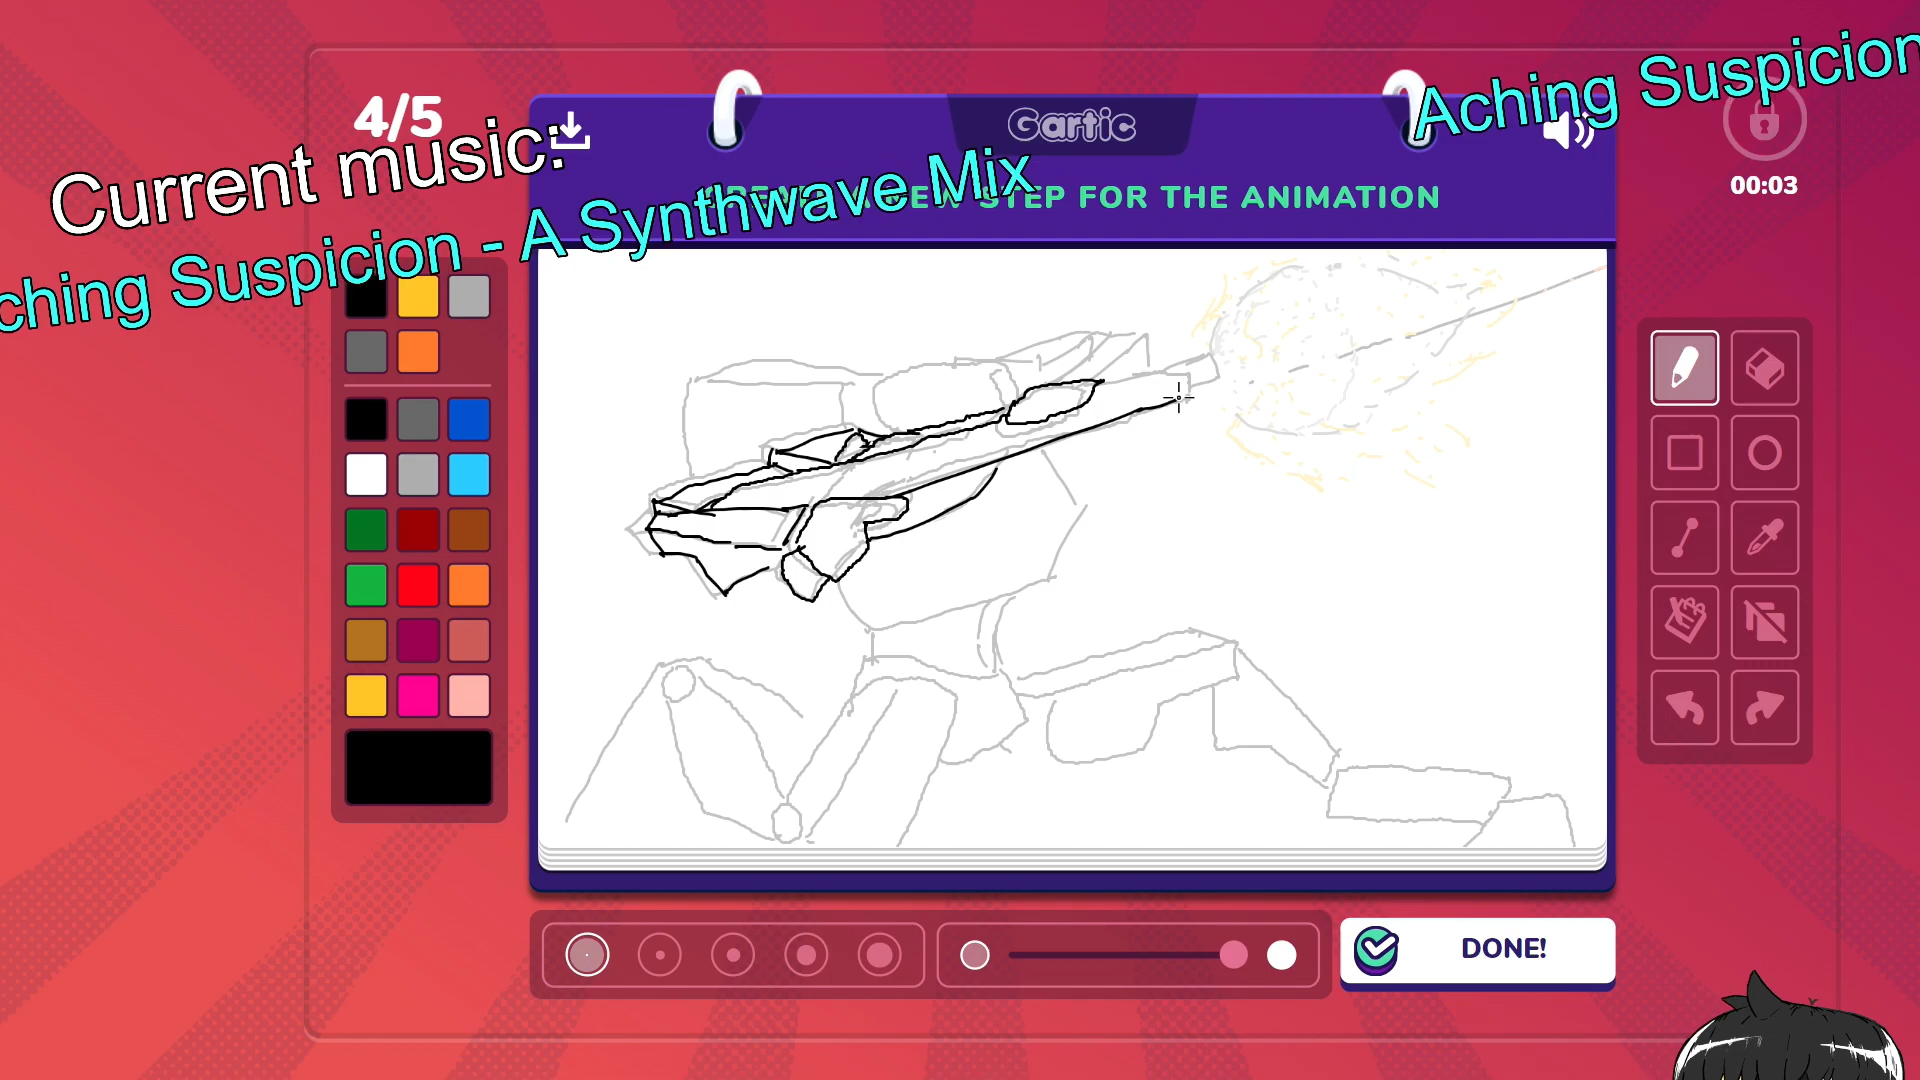 4/5
Gartic
Aching Suspicion
Current music:
00:03
STEP FOR THE ANIMATION
ching Suspicion - A Synthwave Mix
DONE!